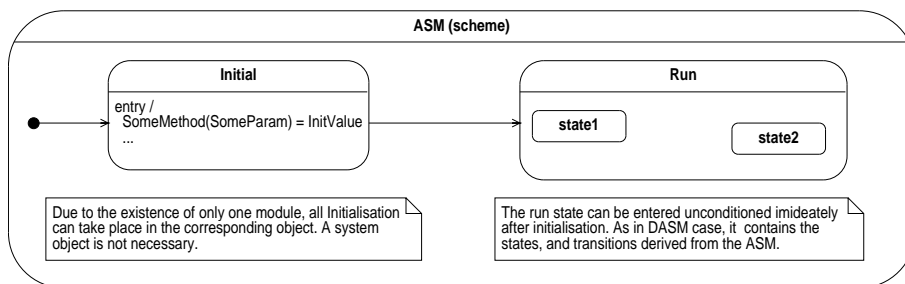 ASM (scheme)
Initial
entry /
SomeMethod(SomeParam) = InitValue
...
Run
state1
state2
Due to the existence of only one module, all Initialisation
can take place in the corresponding object. A system
object is not necessary.
The run state can be entered unconditioned imideately
after initialisation. As in DASM case, it contains the
states, and transitions derived from the ASM.